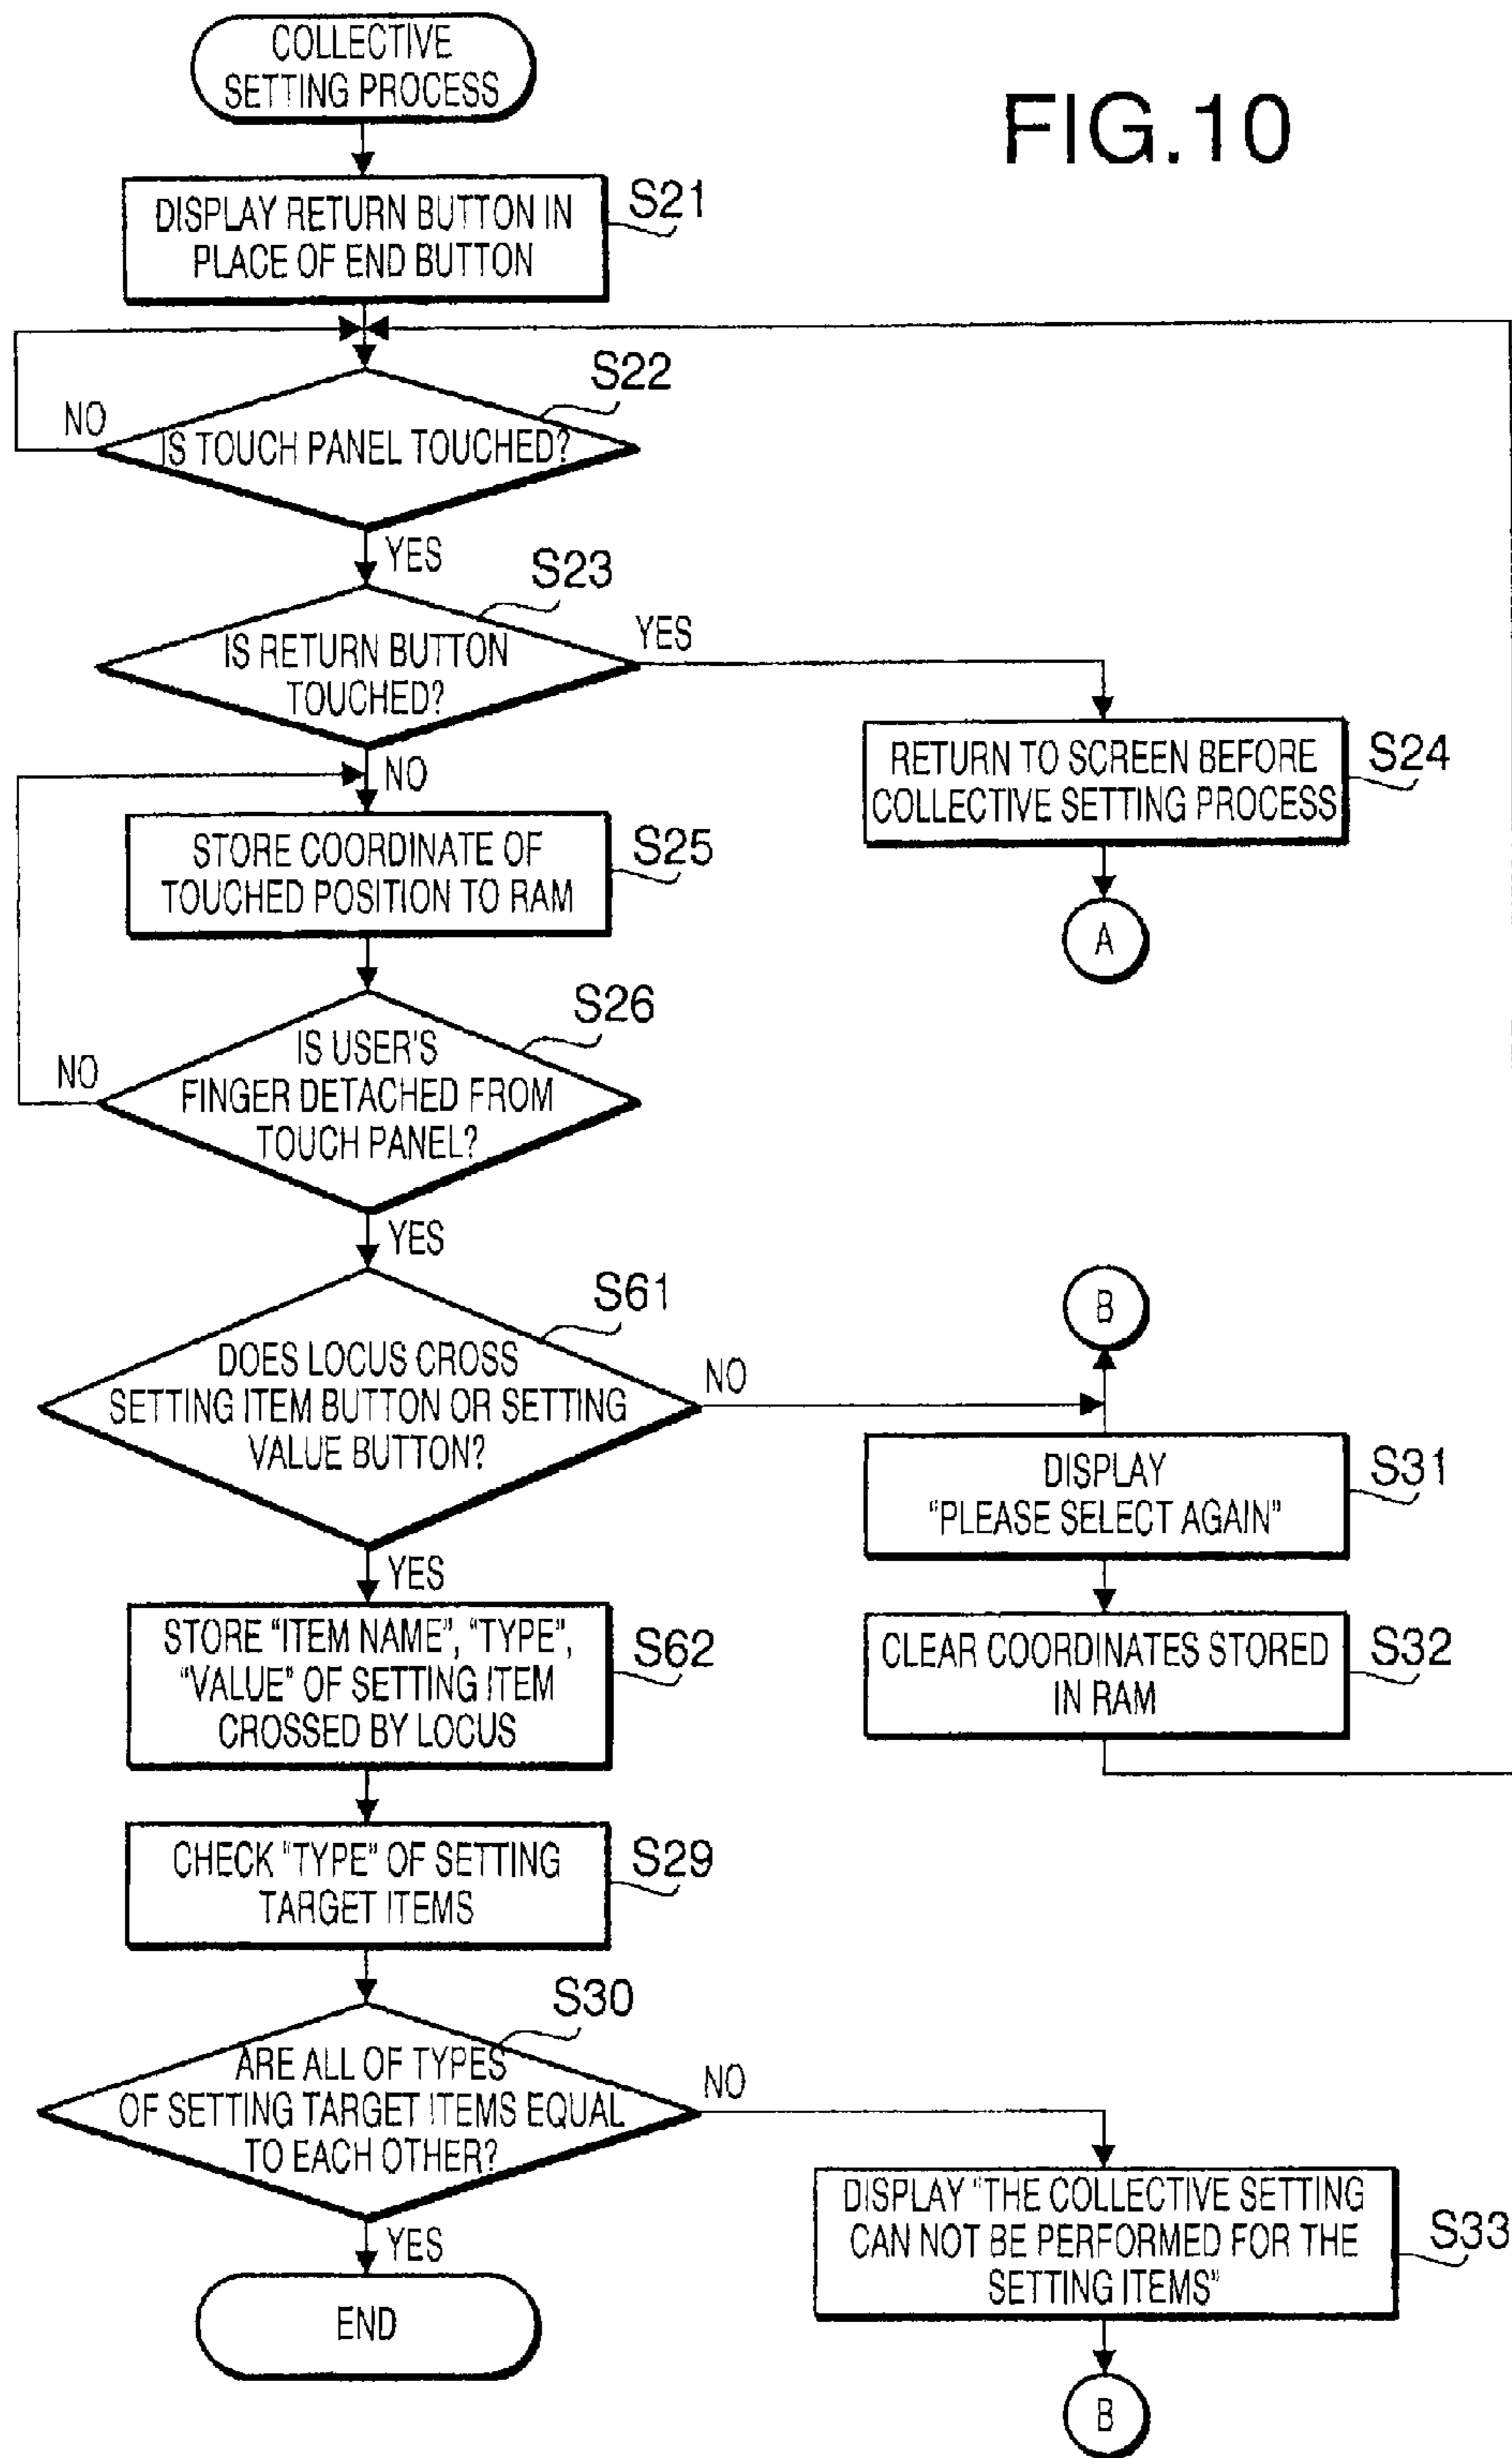 COLLECTIVE
SETTING PROCESS
FIG.10
DISPLAY RETURN BUTTON IN
PLACE OF END BUTTON
S21
IS TOUCH PANEL TOUCHED?
S22
NO
YES
IS RETURN BUTTON
TOUCHED?
S23
YES
NO
RETURN TO SCREEN BEFORE
COLLECTIVE SETTING PROCESS
S24
A
STORE COORDINATE OF
TOUCHED POSITION TO RAM
S25
IS USER'S
FINGER DETACHED FROM
TOUCH PANEL?
S26
NO
YES
DOES LOCUS CROSS
SETTING ITEM BUTTON OR SETTING
VALUE BUTTON?
S61
NO
YES
B
DISPLAY
"PLEASE SELECT AGAIN"
S31
CLEAR COORDINATES STORED
IN RAM
S32
STORE "ITEM NAME", "TYPE",
"VALUE" OF SETTING ITEM
CROSSED BY LOCUS
S62
CHECK "TYPE" OF SETTING
TARGET ITEMS
S29
ARE ALL OF TYPES
OF SETTING TARGET ITEMS EQUAL
TO EACH OTHER?
S30
NO
YES
DISPLAY "THE COLLECTIVE SETTING
CAN NOT BE PERFORMED FOR THE
SETTING ITEMS"
S33
END
B